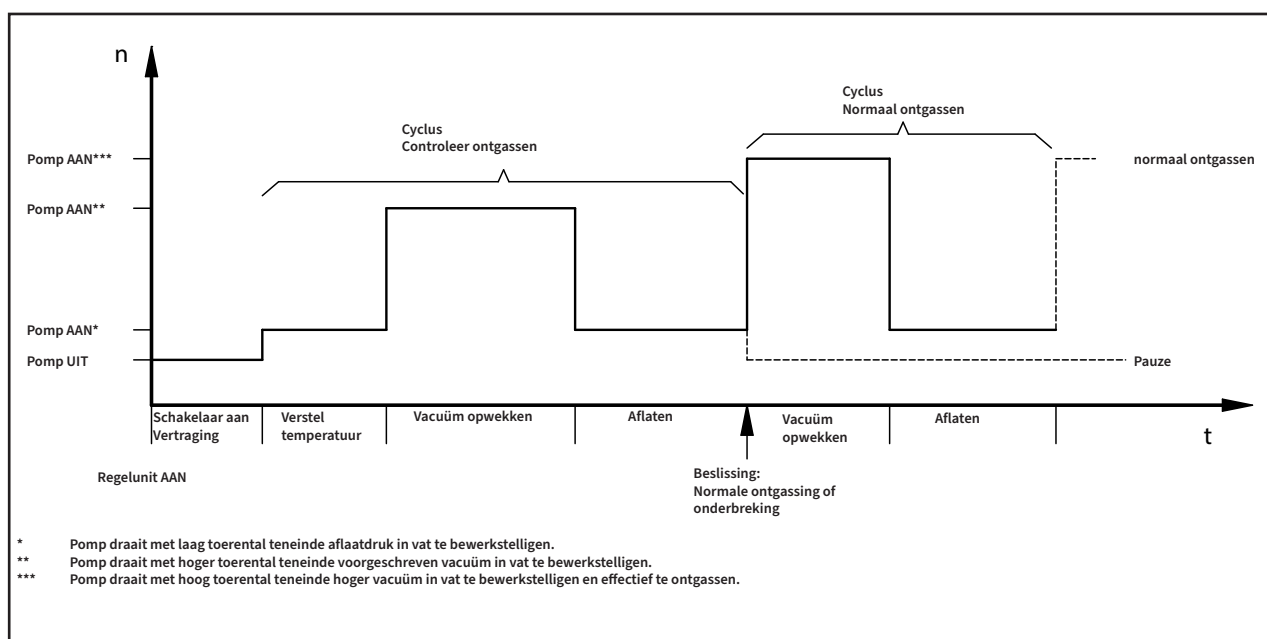 n
Cyclus
Normaal ontgassen
Cyclus
Controleer ontgassen
Pomp AAN***
normaal ontgassen
Pomp AAN**
Pomp AAN*
Pomp UIT
Pauze
Schakelaar aan
Vertraging
Verstel
temperatuur
Vacuüm opwekken
Aflaten
Vacuüm
opwekken
Aflaten
t
Regelunit AAN
Beslissing:
Normale ontgassing of
onderbreking
* Pomp draait met laag toerental teneinde aflaatdruk in vat te bewerkstelligen.
** Pomp draait met hoger toerental teneinde voorgeschreven vacuüm in vat te bewerkstelligen.
*** Pomp draait met hoog toerental teneinde hoger vacuüm in vat te bewerkstelligen en effectief te ontgassen.